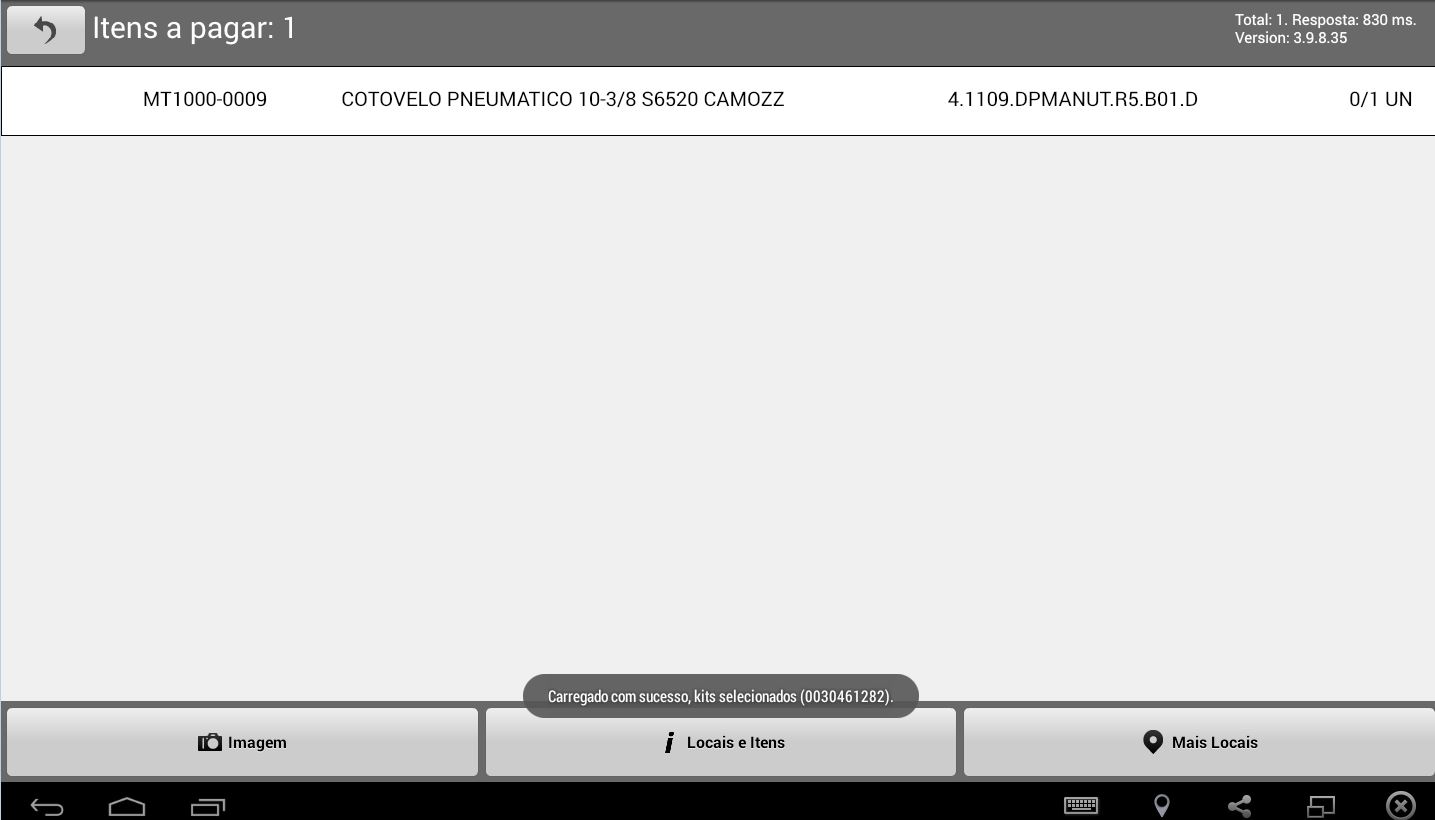 Itens a pagar: 1
Total: 1. Resposta: 830 ms.
Version: 3.9.8.35
MT1000-0009 COTOVELO PNEUMATICO 10-3/8 S6520 CAMOZZ 4.1109.DPMANUT.R5.B01.D 0/1 UN
Carregado com sucesso, kits selecionados (0030461282).
Imagem
Locais e Itens
Mais Locais